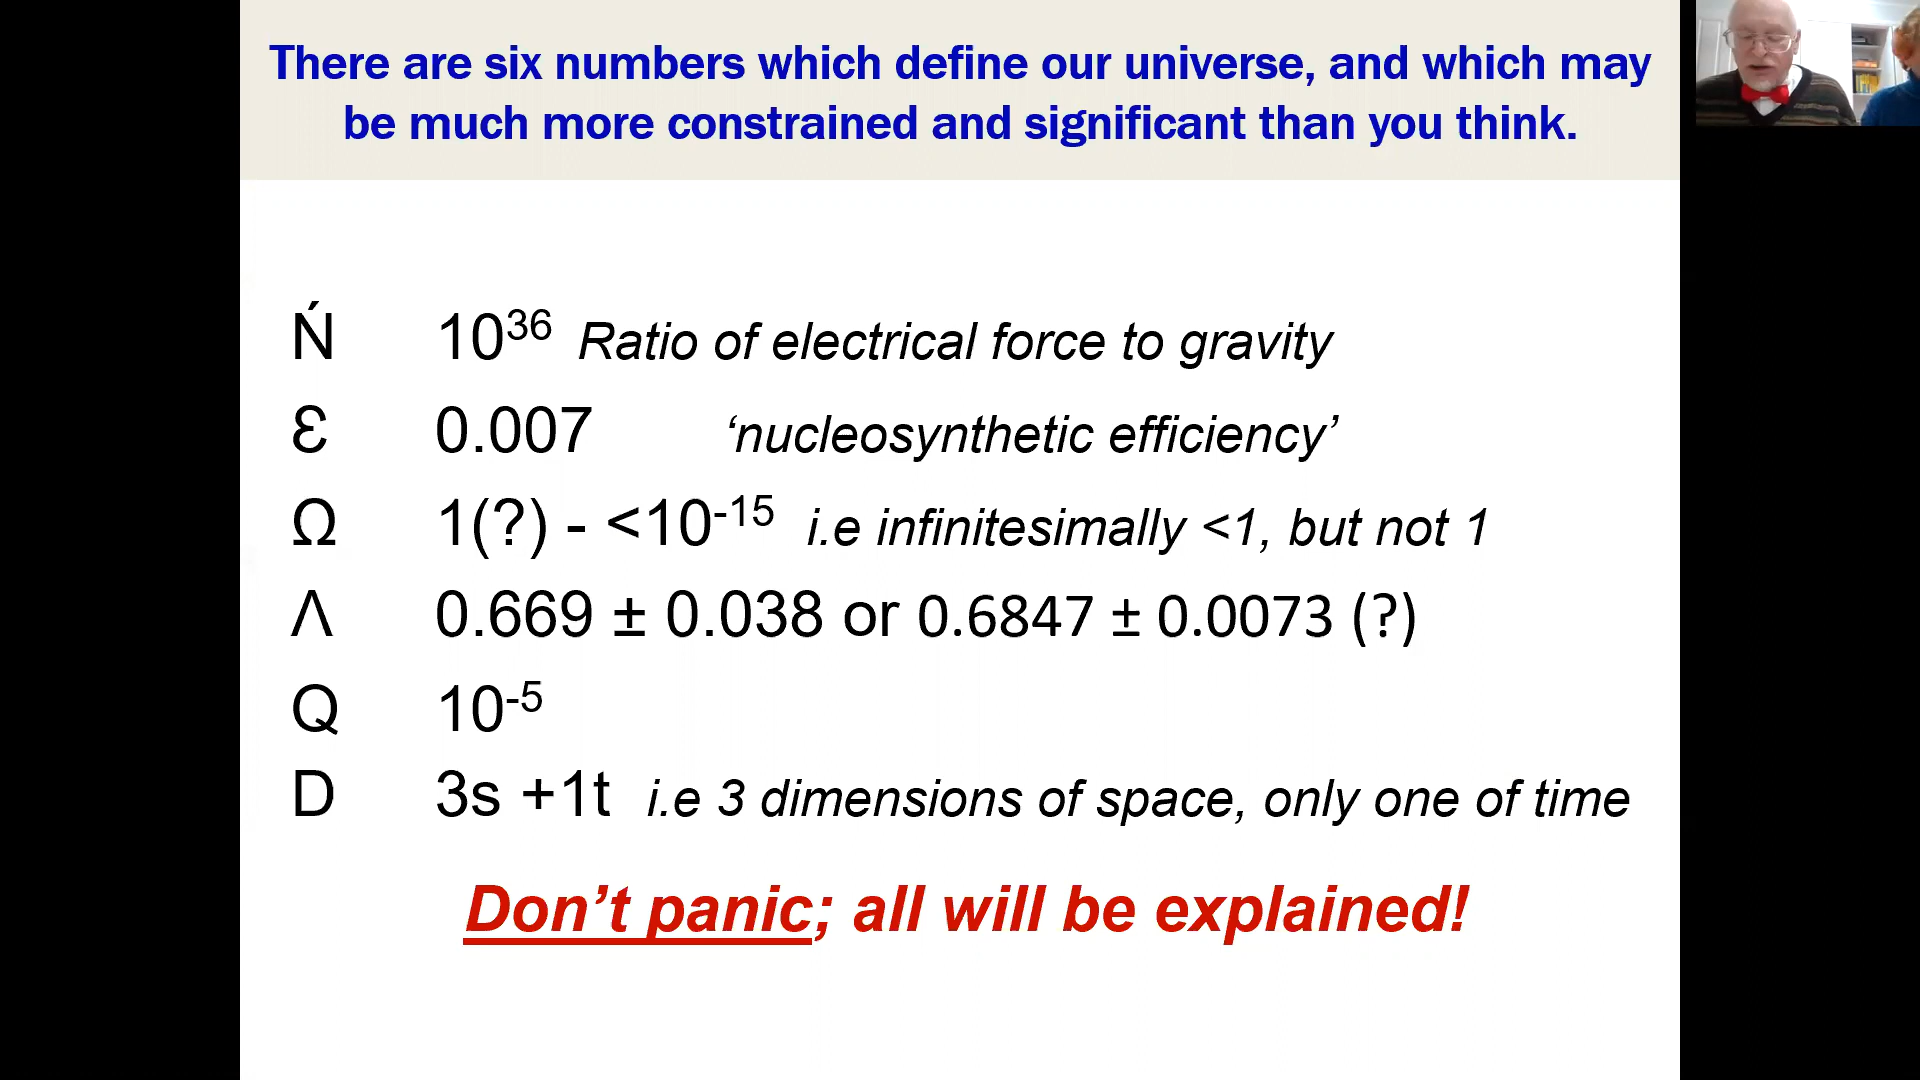 There are six numbers which define our universe, and which may
be much more constrained and significant than you think.
Ń 10³⁶ Ratio of electrical force to gravity
Ɛ 0.007 ‘nucleosynthetic efficiency’
Ω 1(?) - <10⁻¹⁵ i.e infinitesimally <1, but not 1
Λ 0.669 ± 0.038 or 0.6847 ± 0.0073 (?)
Q 10⁻⁵
D 3s +1t i.e 3 dimensions of space, only one of time
Don’t panic; all will be explained!